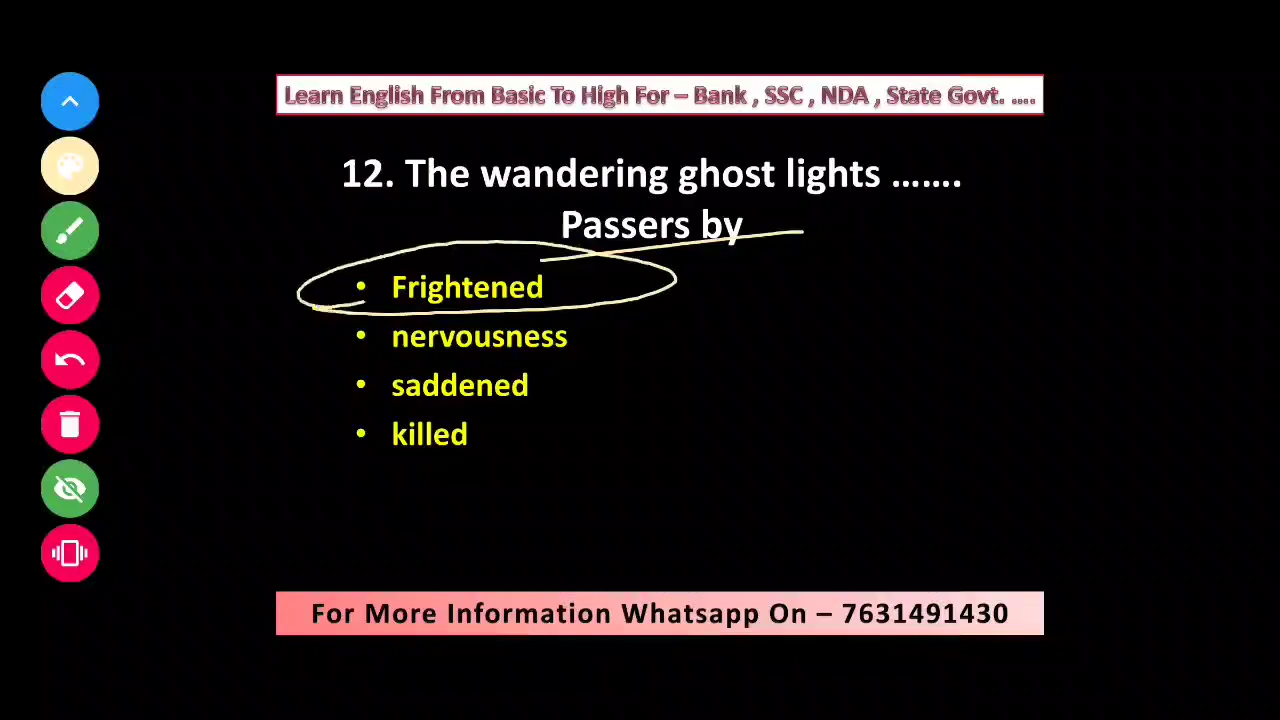 Learn English From Basic To High For – Bank , SSC , NDA , State Govt. ....
12. The wandering ghost lights .......
Passers by
• Frightened
• nervousness
• saddened
• killed
For More Information Whatsapp On – 7631491430